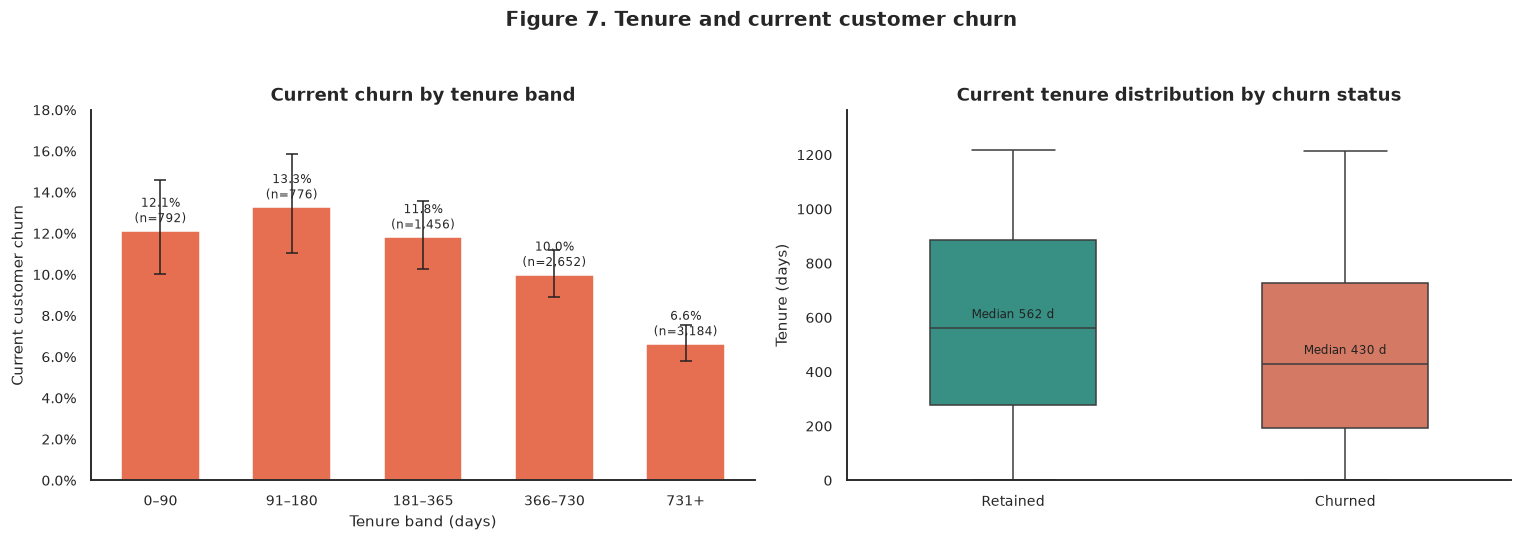 Figure 7. Tenure and current customer churn
Current churn by tenure band
18.0%
16.0%
14.0%
12.0%
10.0%
8.0%
6.0%
4.0%
2.0%
0.0%
Current customer churn
12.1%
(n=792)
13.3%
(n=776)
11.8%
(n=1,456)
10.0%
(n=2,652)
6.6%
(n=3,184)
0–90
91–180
181–365
366–730
731+
Tenure band (days)
Current tenure distribution by churn status
1200
1000
800
600
400
200
0
Tenure (days)
Median 562 d
Median 430 d
Retained
Churned